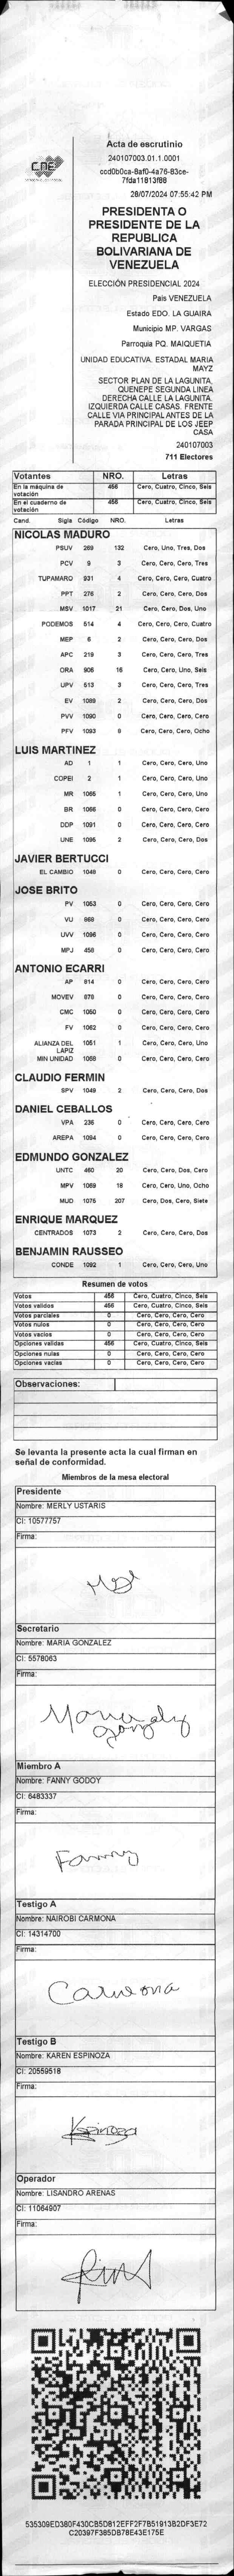 CNE
Acta de escrutinio
240107003.01.1.0001
ccd0b0ca-8af0-4a76-83ce-
7fda11813f88
28/07/2024 07:55:42 PM
PRESIDENTA O
PRESIDENTE DE LA
REPUBLICA
BOLIVARIANA DE
VENEZUELA
ELECCIÓN PRESIDENCIAL 2024
Pais VENEZUELA
Estado EDO. LA GUAIRA
Municipio MP. VARGAS
Parroquia PQ. MAIQUETIA
UNIDAD EDUCATIVA. ESTADAL MARIA
MAYZ
SECTOR PLAN DE LA LAGUNITA.
QUENEPE SEGUNDA LINEA
DERECHA CALLE LA LAGUNITA.
IZQUIERDA CALLE CASAS. FRENTE
CALLE VIA PRINCIPAL ANTES DE LA
PARADA PRINCIPAL DE LOS JEEP
CASA
240107003
711 Electores
Votantes NRO. Letras
En la máquina de votación 456 Cero, Cuatro, Cinco, Seis
En el cuaderno de votación 456 Cero, Cuatro, Cinco, Seis
Cand. Sigla Código NRO. Letras
NICOLAS MADURO
PSUV 269 132 Cero, Uno, Tres, Dos
PCV 9 3 Cero, Cero, Cero, Tres
TUPAMARO 931 4 Cero, Cero, Cero, Cuatro
PPT 276 2 Cero, Cero, Cero, Dos
MSV 1017 21 Cero, Cero, Dos, Uno
PODEMOS 514 4 Cero, Cero, Cero, Cuatro
MEP 6 2 Cero, Cero, Cero, Dos
APC 219 3 Cero, Cero, Cero, Tres
ORA 906 16 Cero, Cero, Uno, Seis
UPV 513 3 Cero, Cero, Cero, Tres
EV 1089 2 Cero, Cero, Cero, Dos
PVV 1090 0 Cero, Cero, Cero, Cero
PFV 1093 8 Cero, Cero, Cero, Ocho
LUIS MARTINEZ
AD 1 1 Cero, Cero, Cero, Uno
COPEI 2 1 Cero, Cero, Cero, Uno
MR 1065 1 Cero, Cero, Cero, Uno
BR 1066 0 Cero, Cero, Cero, Cero
DDP 1091 0 Cero, Cero, Cero, Cero
UNE 1095 2 Cero, Cero, Cero, Dos
JAVIER BERTUCCI
EL CAMBIO 1048 0 Cero, Cero, Cero, Cero
JOSE BRITO
PV 1053 0 Cero, Cero, Cero, Cero
VU 868 0 Cero, Cero, Cero, Cero
UVV 1096 0 Cero, Cero, Cero, Cero
MPJ 458 0 Cero, Cero, Cero, Cero
ANTONIO ECARRI
AP 814 0 Cero, Cero, Cero, Cero
MOVEV 878 0 Cero, Cero, Cero, Cero
CMC 1050 0 Cero, Cero, Cero, Cero
FV 1062 0 Cero, Cero, Cero, Cero
ALIANZA DEL LAPIZ 1051 1 Cero, Cero, Cero, Uno
MIN UNIDAD 1068 0 Cero, Cero, Cero, Cero
CLAUDIO FERMIN
SPV 1049 2 Cero, Cero, Cero, Dos
DANIEL CEBALLOS
VPA 236 0 Cero, Cero, Cero, Cero
AREPA 1094 0 Cero, Cero, Cero, Cero
EDMUNDO GONZALEZ
UNTC 460 20 Cero, Cero, Dos, Cero
MPV 1069 18 Cero, Cero, Uno, Ocho
MUD 1075 207 Cero, Dos, Cero, Siete
ENRIQUE MARQUEZ
CENTRADOS 1073 2 Cero, Cero, Cero, Dos
BENJAMIN RAUSSEO
CONDE 1092 1 Cero, Cero, Cero, Uno
Resumen de votos
Votos 456 Cero, Cuatro, Cinco, Seis
Votos validos 456 Cero, Cuatro, Cinco, Seis
Votos parciales 0 Cero, Cero, Cero, Cero
Votos nulos 0 Cero, Cero, Cero, Cero
Votos vacios 0 Cero, Cero, Cero, Cero
Opciones validas 456 Cero, Cuatro, Cinco, Seis
Opciones nulas 0 Cero, Cero, Cero, Cero
Opciones vacias 0 Cero, Cero, Cero, Cero
Observaciones:
Se levanta la presente acta la cual firman en
señal de conformidad.
Miembros de la mesa electoral
Presidente
Nombre: MERLY USTARIS
CI: 10577757
Firma:
Secretario
Nombre: MARIA GONZALEZ
CI: 5578063
Firma:
Miembro A
Nombre: FANNY GODOY
CI: 6483337
Firma:
Fanny
Testigo A
Nombre: NAIROBI CARMONA
CI: 14314700
Firma:
Carmona
Testigo B
Nombre: KAREN ESPINOZA
CI: 20559518
Firma:
Espinoza
Operador
Nombre: LISANDRO ARENAS
CI: 11064907
Firma:
535309ED380F430CB5D812EFF2F7B51913B2DF3E72
C20397F385DB78E43E175E